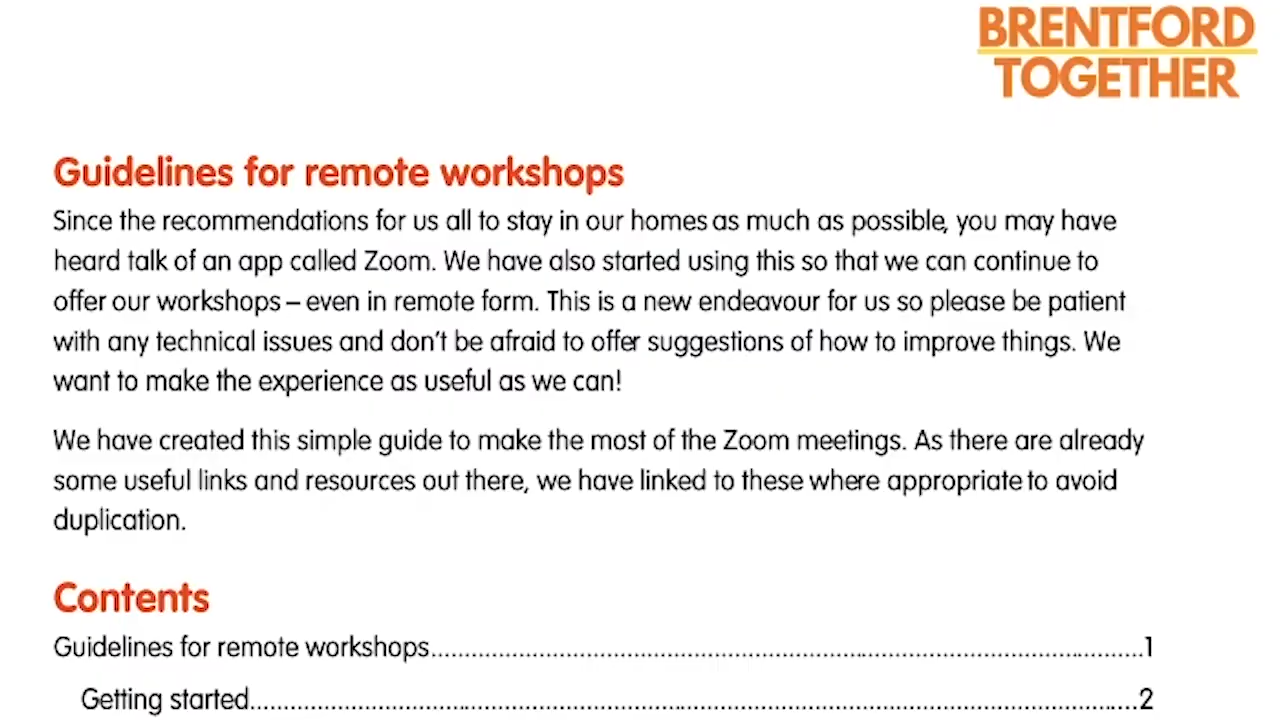 BRENTFORD
TOGETHER
Guidelines for remote workshops
Since the recommendations for us all to stay in our homes as much as possible, you may have
heard talk of an app called Zoom. We have also started using this so that we can continue to
offer our workshops – even in remote form. This is a new endeavour for us so please be patient
with any technical issues and don’t be afraid to offer suggestions of how to improve things. We
want to make the experience as useful as we can!
We have created this simple guide to make the most of the Zoom meetings. As there are already
some useful links and resources out there, we have linked to these where appropriate to avoid
duplication.
Contents
Guidelines for remote workshops........................................................................................................1
Getting started....................................................................................................................................2